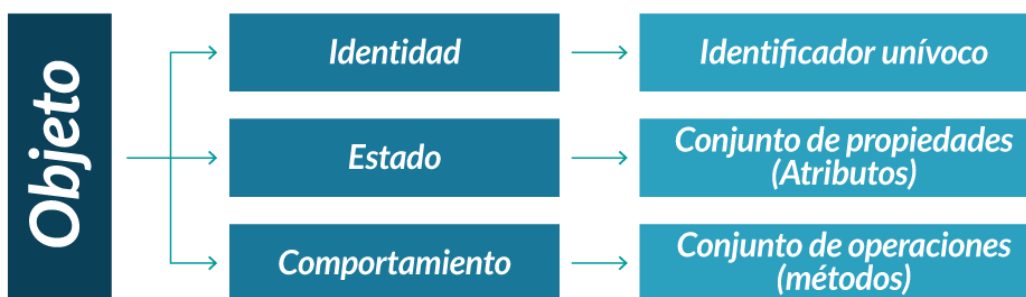 Objeto
Identidad
Identificador unívoco
Estado
Conjunto de propiedades
(Atributos)
Comportamiento
Conjunto de operaciones
(métodos)